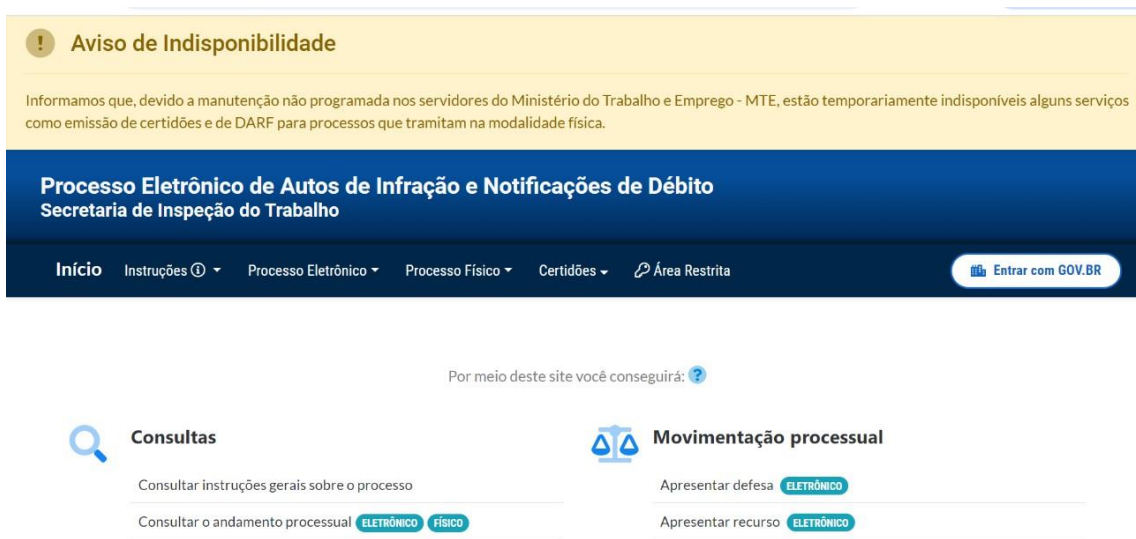 ! Aviso de Indisponibilidade
Informamos que, devido a manutenção não programada nos servidores do Ministério do Trabalho e Emprego - MTE, estão temporariamente indisponíveis alguns serviços
como emissão de certidões e de DARF para processos que tramitam na modalidade física.
Processo Eletrônico de Autos de Infração e Notificações de Débito
Secretaria de Inspeção do Trabalho
Início Instruções Processo Eletrônico Processo Físico Certidões Área Restrita Entrar com GOV.BR
Por meio deste site você conseguirá: ?
Consultas
Consultar instruções gerais sobre o processo
Consultar o andamento processual ELETRÔNICO FÍSICO
Movimentação processual
Apresentar defesa ELETRÔNICO
Apresentar recurso ELETRÔNICO